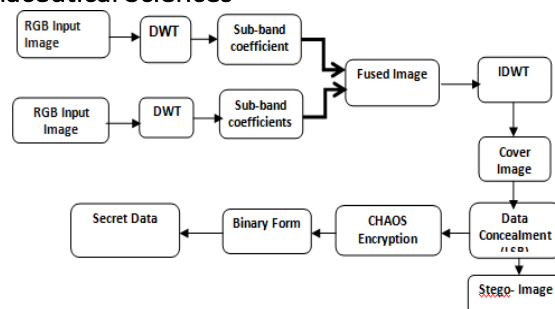 RGB Input
Image
DWT
Sub-band
coefficient
Fused Image
IDWT
RGB Input
Image
DWT
Sub-band
coefficients
Cover
Image
Secret Data
Binary Form
CHAOS
Encryption
Data
Concealment
(LSB)
Stego- Image